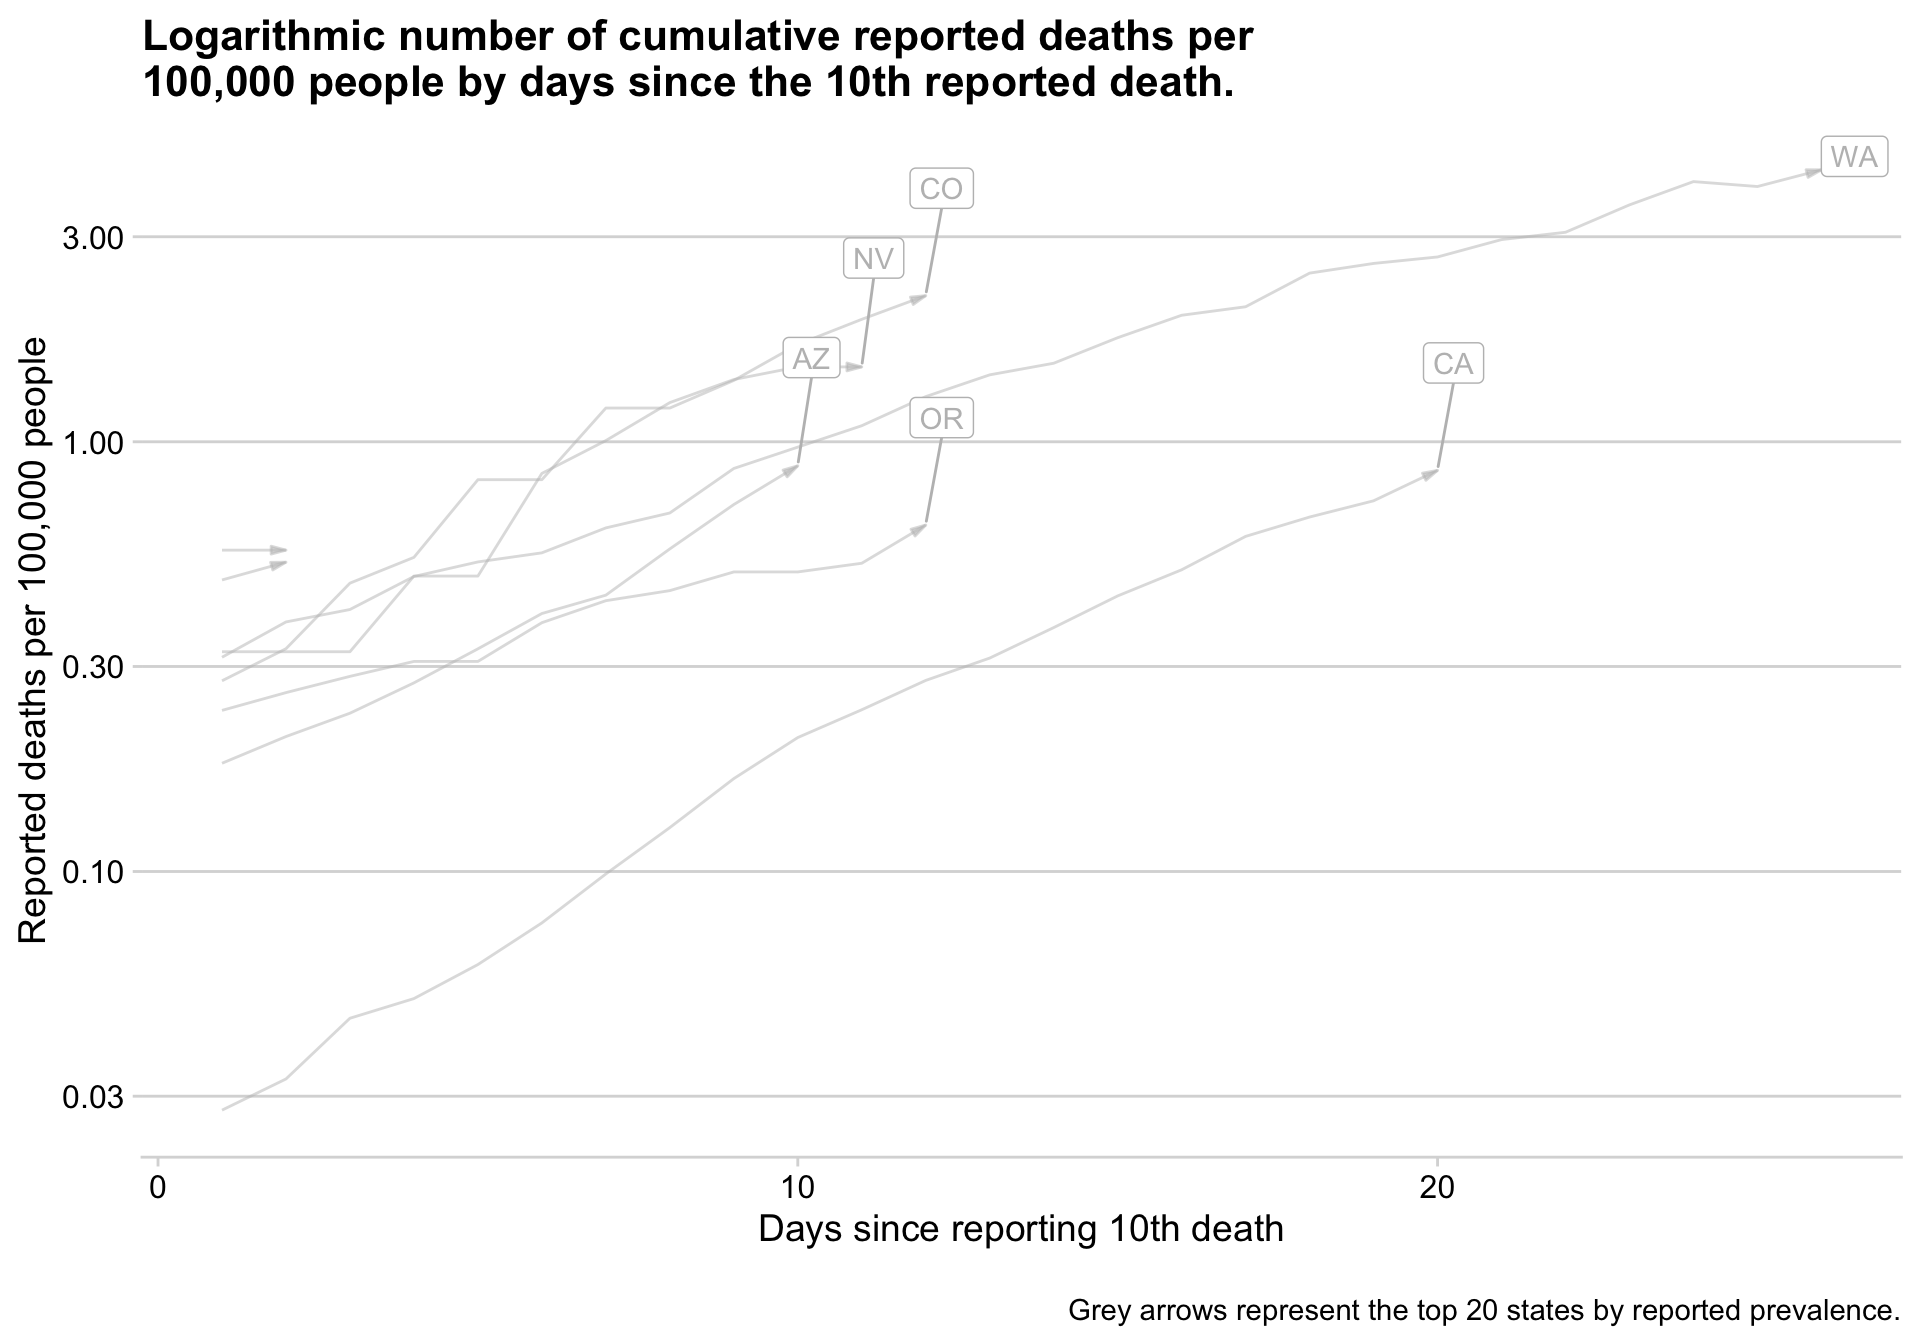 Logarithmic number of cumulative reported deaths per
100,000 people by days since the 10th reported death.
WA
CO
3.00
NV
AZ
CA
OR
1.00
0.30
0.10
0.03
Reported deaths per 100,000 people
0
10
20
Days since reporting 10th death
Grey arrows represent the top 20 states by reported prevalence.